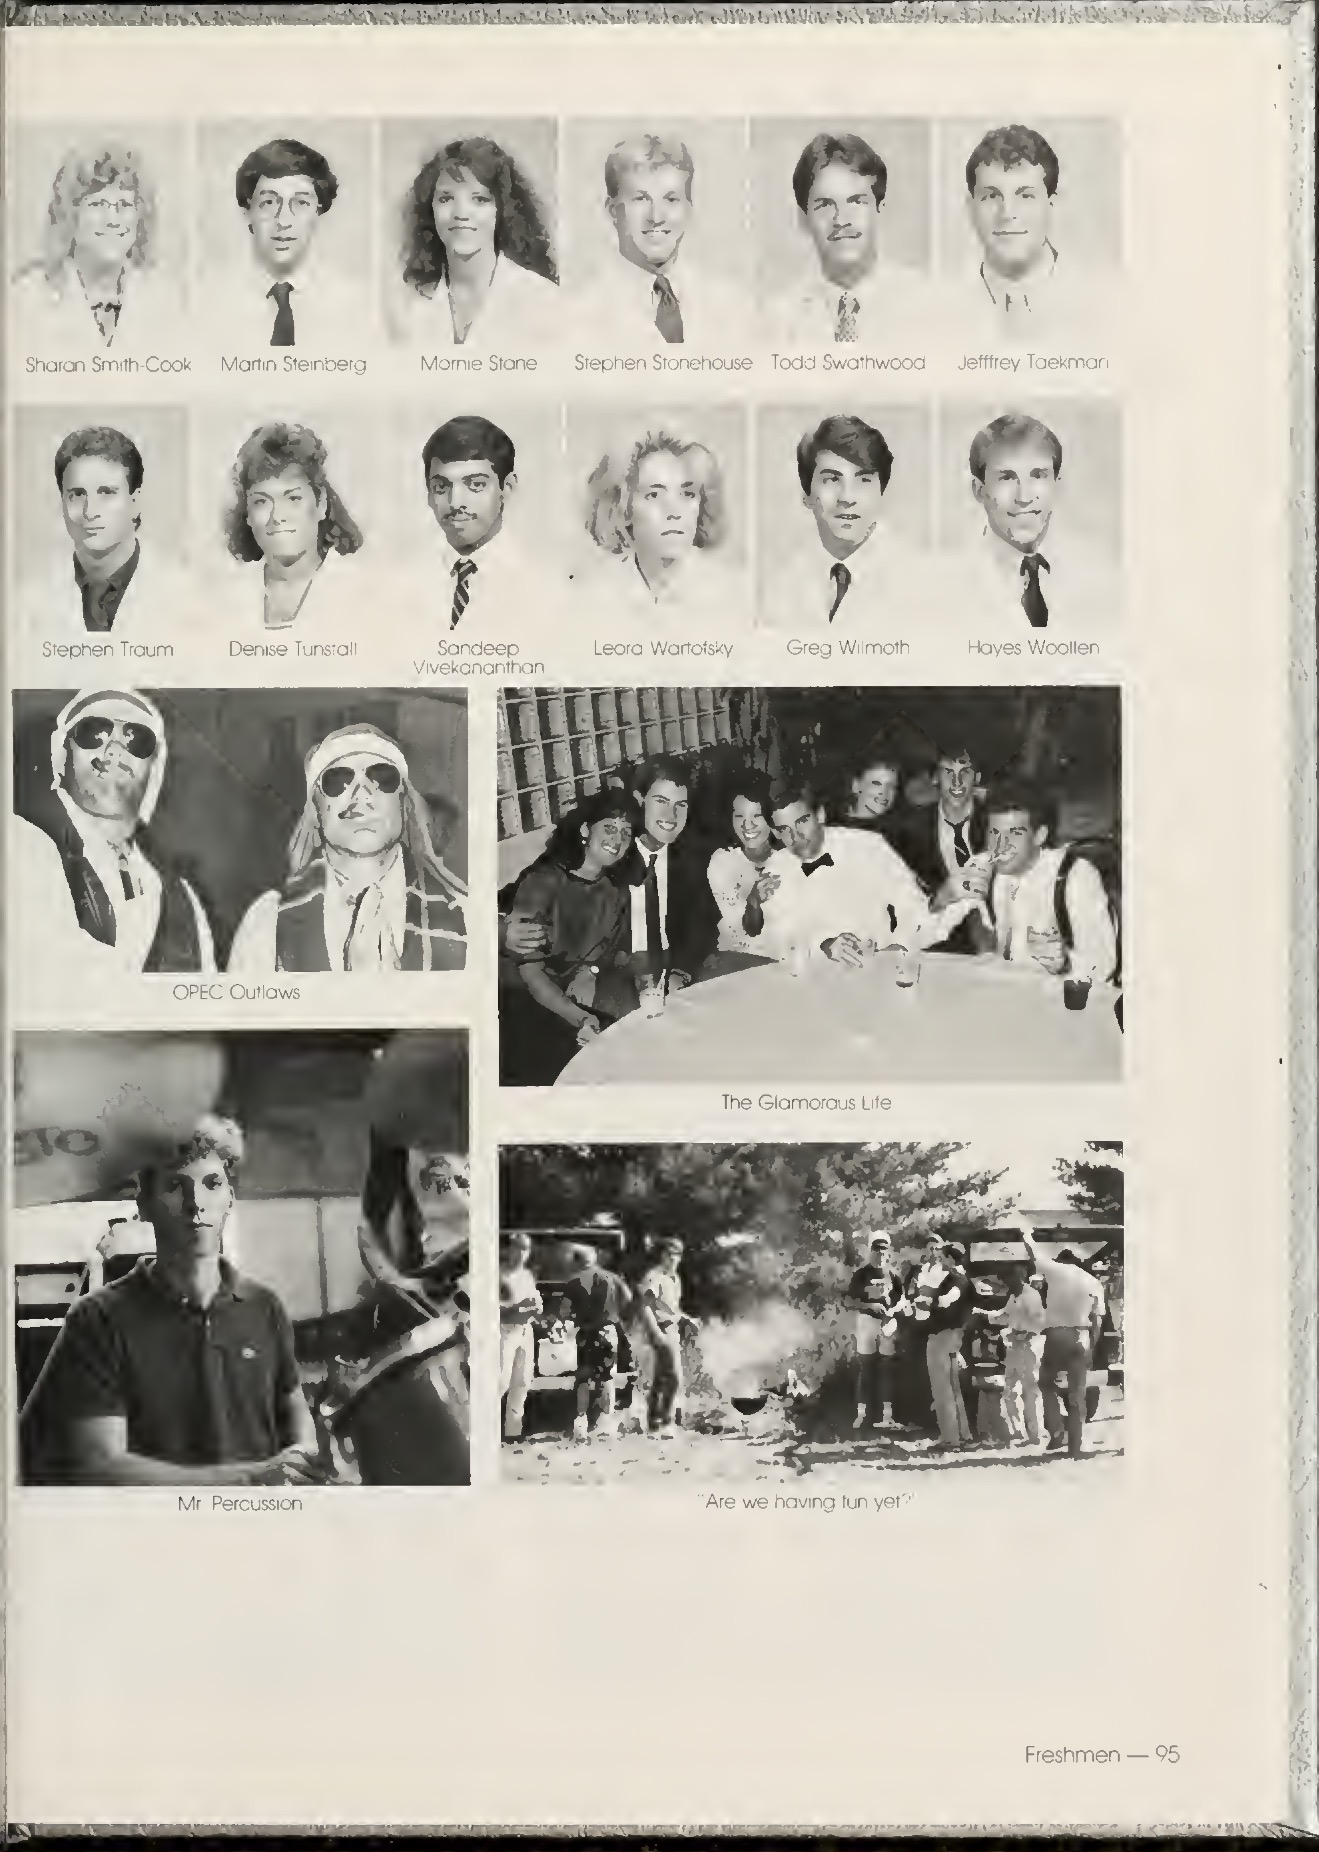 Sharon Smith-Cook Martin Steinberg Mornie Stone Stephen Stonehouse Todd Swathwood Jefffrey Taekman
Stephen Traum Denise Tunstall Sandeep Vivekananthan Leora Wartofsky Greg Wilmoth Hayes Woollen
OPEC Outlaws
The Glamorous Life
STO
Mr Percussion
"Are we having fun yet?"
Freshmen — 95